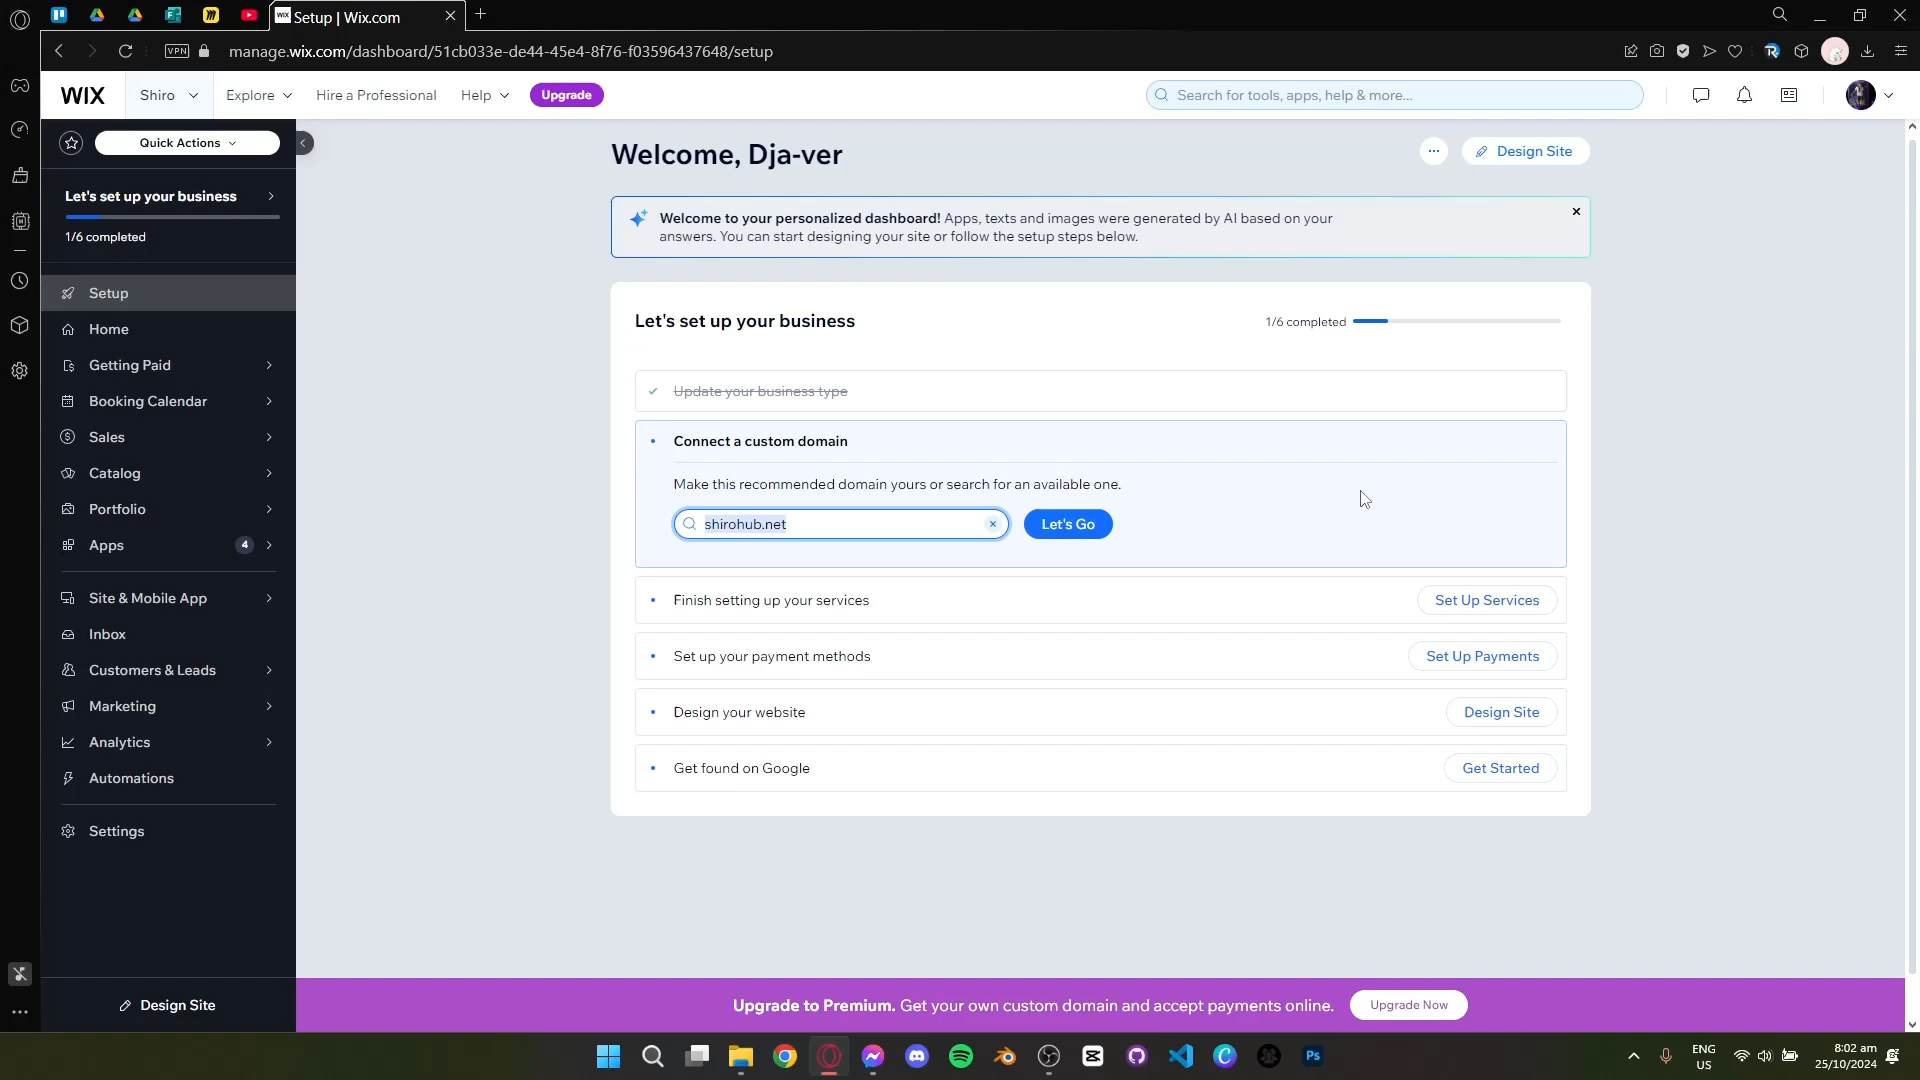 Setup | Wix.com
VPN
manage.wix.com/dashboard/51cb033e-de44-45e4-8f76-f03596437648/setup
WIX
Shiro
Explore
Hire a Professional
Help
Upgrade
Search for tools, apps, help & more...
Quick Actions
Let's set up your business
1/6 completed
Setup
Home
Getting Paid
Booking Calendar
Sales
Catalog
Portfolio
Apps 4
Site & Mobile App
Inbox
Customers & Leads
Marketing
Analytics
Automations
Settings
Design Site
Welcome, Dja-ver
Design Site
Welcome to your personalized dashboard! Apps, texts and images were generated by AI based on your
answers. You can start designing your site or follow the setup steps below.
Let's set up your business
1/6 completed
Update your business type
Connect a custom domain
Make this recommended domain yours or search for an available one.
shirohub.net
Let's Go
Finish setting up your services
Set Up Services
Set up your payment methods
Set Up Payments
Design your website
Design Site
Get found on Google
Get Started
Upgrade to Premium. Get your own custom domain and accept payments online.
Upgrade Now
Ps
ENG
US
8:02 am
25/10/2024